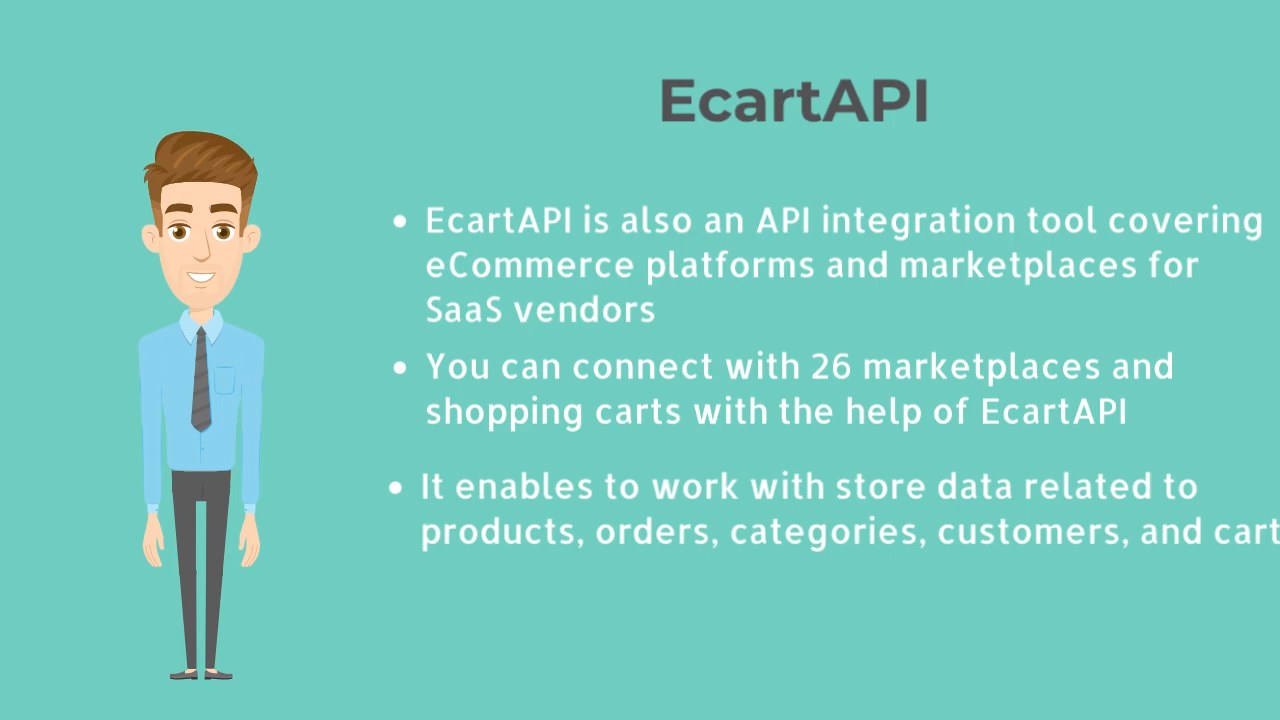 EcartAPI
• EcartAPI is also an API integration tool covering
eCommerce platforms and marketplaces for
SaaS vendors
• You can connect with 26 marketplaces and
shopping carts with the help of EcartAPI
• It enables to work with store data related to
products, orders, categories, customers, and cart